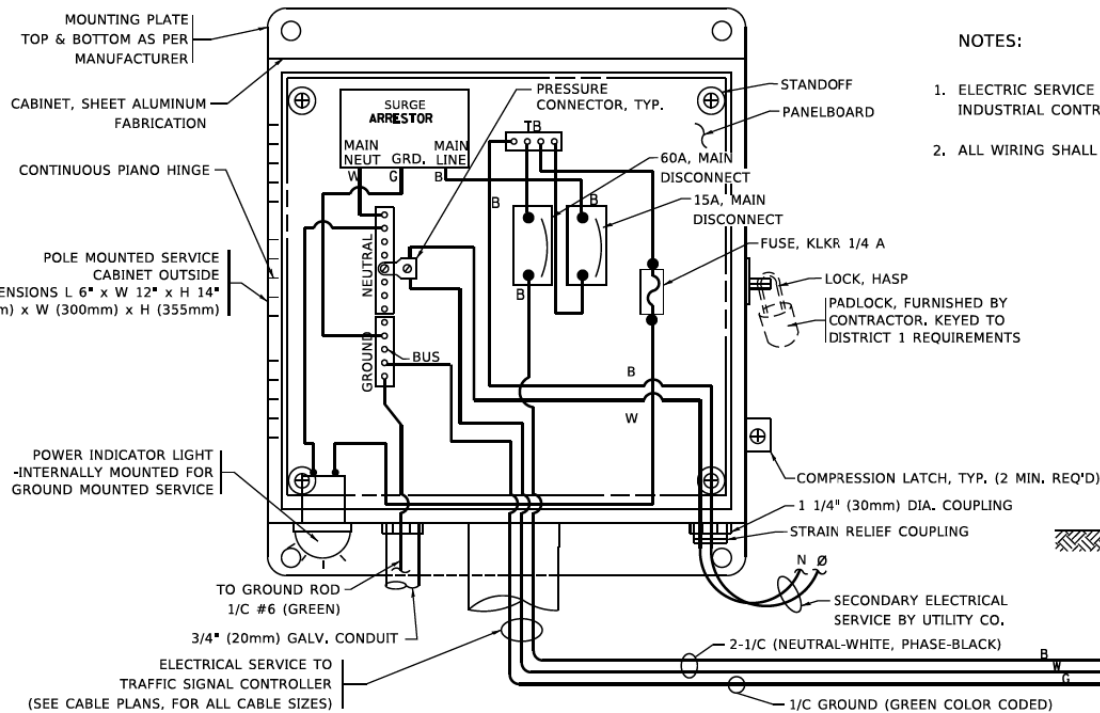 MOUNTING PLATE
TOP & BOTTOM AS PER
MANUFACTURER
CABINET, SHEET ALUMINUM
FABRICATION
CONTINUOUS PIANO HINGE
POLE MOUNTED SERVICE
CABINET OUTSIDE
ENSIONS L 6" x W 12" x H 14"
m) x W (300mm) x H (355mm)
POWER INDICATOR LIGHT
-INTERNALLY MOUNTED FOR
GROUND MOUNTED SERVICE
SURGE
ARRESTOR
MAIN
NEUT
GRD.
MAIN
LINE
W
G
B
PRESSURE
CONNECTOR, TYP.
TB
60A, MAIN
DISCONNECT
15A, MAIN
DISCONNECT
B
B
B
NEUTRAL
GROUND
BUS
FUSE, KLKR 1/4 A
B
W
STANDOFF
PANELBOARD
LOCK, HASP
PADLOCK, FURNISHED BY
CONTRACTOR, KEYED TO
DISTRICT 1 REQUIREMENTS
COMPRESSION LATCH, TYP. (2 MIN. REQ'D)
1 1/4" (30mm) DIA. COUPLING
STRAIN RELIEF COUPLING
N Ø
SECONDARY ELECTRICAL
SERVICE BY UTILITY CO.
TO GROUND ROD
1/C #6 (GREEN)
3/4" (20mm) GALV. CONDUIT
ELECTRICAL SERVICE TO
TRAFFIC SIGNAL CONTROLLER
(SEE CABLE PLANS, FOR ALL CABLE SIZES)
2-1/C (NEUTRAL-WHITE, PHASE-BLACK)
B
W
G
1/C GROUND (GREEN COLOR CODED)
NOTES:
1. ELECTRIC SERVICE
INDUSTRIAL CONTR
2. ALL WIRING SHALL